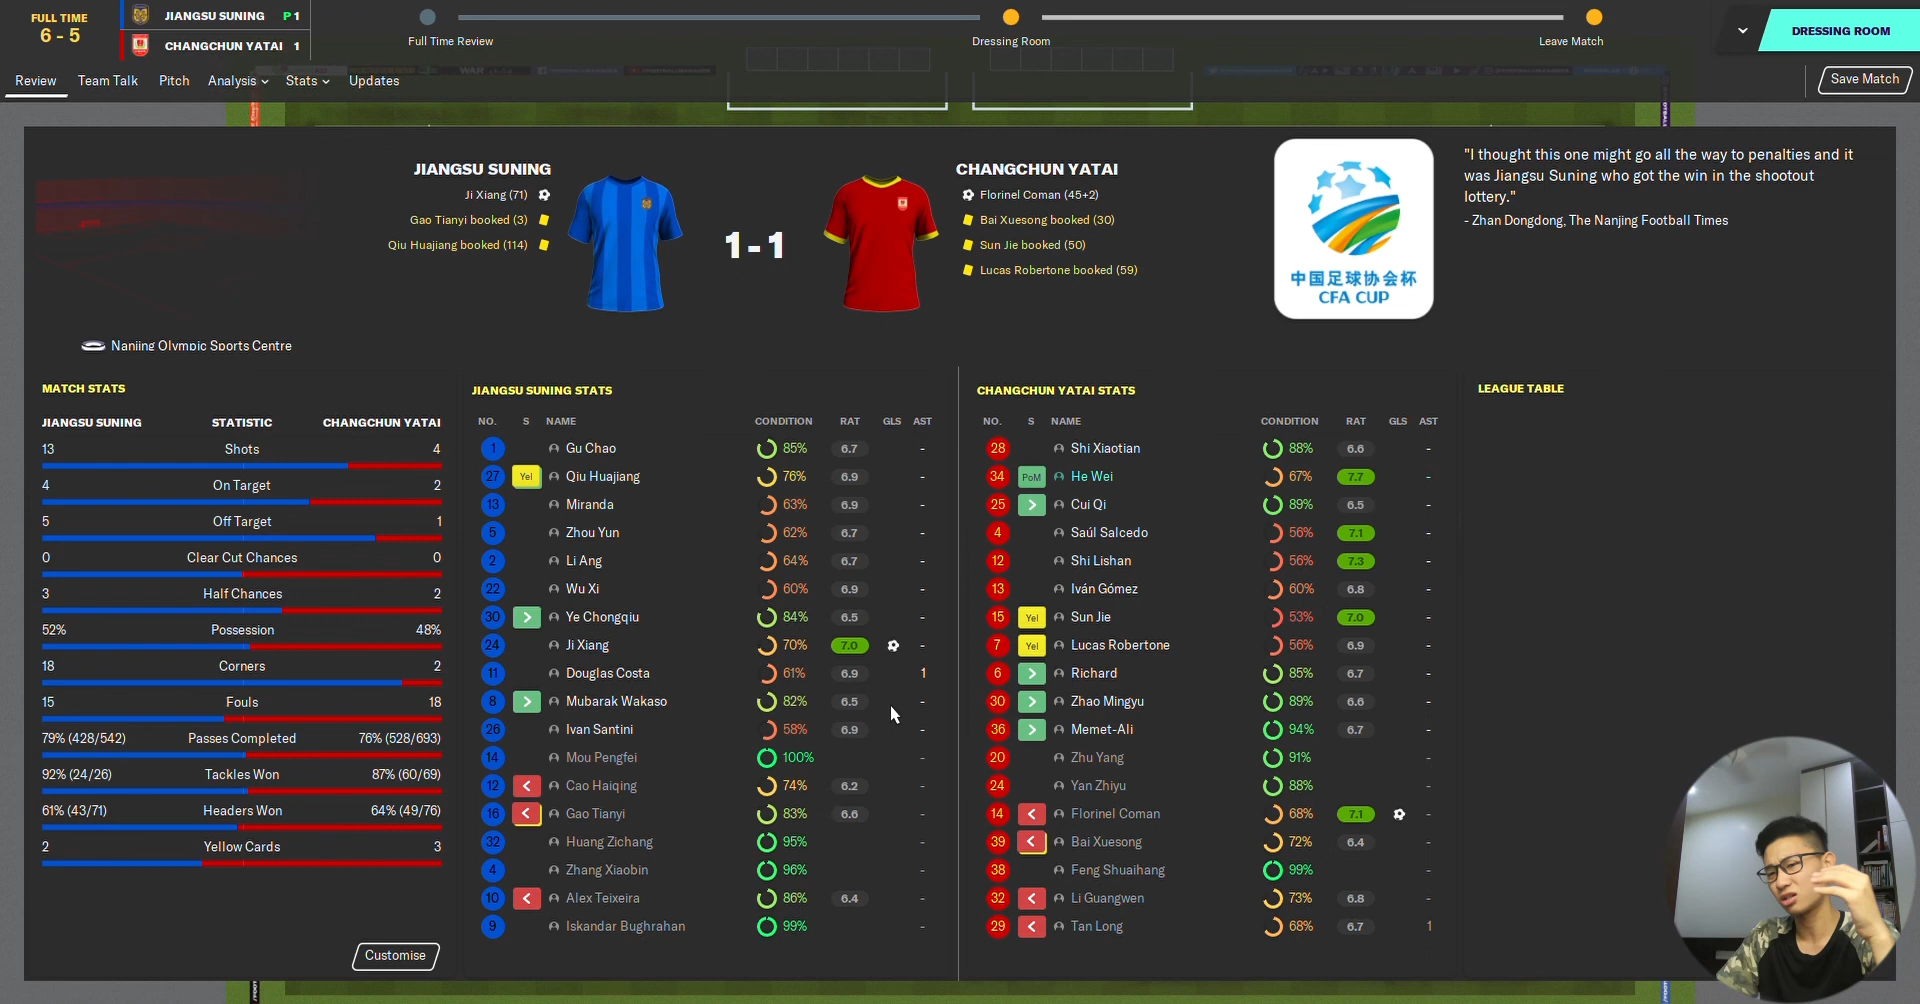 FULL TIME
6 - 5
JIANGSU SUNING P 1
CHANGCHUN YATAI 1
Full Time Review
Dressing Room
Leave Match
DRESSING ROOM
Review Team Talk Pitch Analysis Stats Updates
Save Match
JIANGSU SUNING
Ji Xiang (71)
Gao Tianyi booked (3)
Qiu Huajiang booked (114)
1 - 1
CHANGCHUN YATAI
Florinel Coman (45+2)
Bai Xuesong booked (30)
Sun Jie booked (50)
Lucas Robertone booked (59)
中国足球协会杯
CFA CUP
"I thought this one might go all the way to penalties and it
was Jiangsu Suning who got the win in the shootout
lottery."
- Zhan Dongdong, The Nanjing Football Times
Nanjing Olympic Sports Centre
MATCH STATS
JIANGSU SUNING STATISTIC CHANGCHUN YATAI
13 Shots 4
4 On Target 2
5 Off Target 1
0 Clear Cut Chances 0
3 Half Chances 2
52% Possession 48%
18 Corners 2
15 Fouls 18
79% (428/542) Passes Completed 76% (528/693)
92% (24/26) Tackles Won 87% (60/69)
61% (43/71) Headers Won 64% (49/76)
2 Yellow Cards 3
Customise
JIANGSU SUNING STATS
NO. S NAME CONDITION RAT GLS AST
1 Gu Chao 85% 6.7 -
27 Yel Qiu Huajiang 76% 6.9 -
13 Miranda 63% 6.9 -
5 Zhou Yun 62% 6.7 -
2 Li Ang 64% 6.7 -
22 Wu Xi 60% 6.9 -
30 Ye Chongqiu 84% 6.5 -
24 Ji Xiang 70% 7.0 -
11 Douglas Costa 61% 6.9 1
8 Mubarak Wakaso 82% 6.5 -
26 Ivan Santini 58% 6.9 -
14 Mou Pengfei 100% -
12 Cao Haiqing 74% 6.2 -
16 Gao Tianyi 83% 6.6 -
32 Huang Zichang 95% -
4 Zhang Xiaobin 96% -
10 Alex Teixeira 86% 6.4 -
9 Iskandar Bughrahan 99% -
CHANGCHUN YATAI STATS
NO. S NAME CONDITION RAT GLS AST
28 Shi Xiaotian 88% 6.6 -
34 PoM He Wei 67% 7.7 -
25 Cui Qi 89% 6.5 -
4 Saúl Salcedo 56% 7.1 -
12 Shi Lishan 56% 7.3 -
13 Iván Gómez 60% 6.8 -
15 Yel Sun Jie 53% 7.0 -
7 Yel Lucas Robertone 56% 6.9 -
6 Richard 85% 6.7 -
30 Zhao Mingyu 89% 6.6 -
36 Memet-Ali 94% 6.7 -
20 Zhu Yang 91% -
24 Yan Zhiyu 88% -
14 Florinel Coman 68% 7.1 -
39 Bai Xuesong 72% 6.4 -
38 Feng Shuaihang 99% -
32 Li Guangwen 73% 6.8 -
29 Tan Long 68% 6.7 1
LEAGUE TABLE